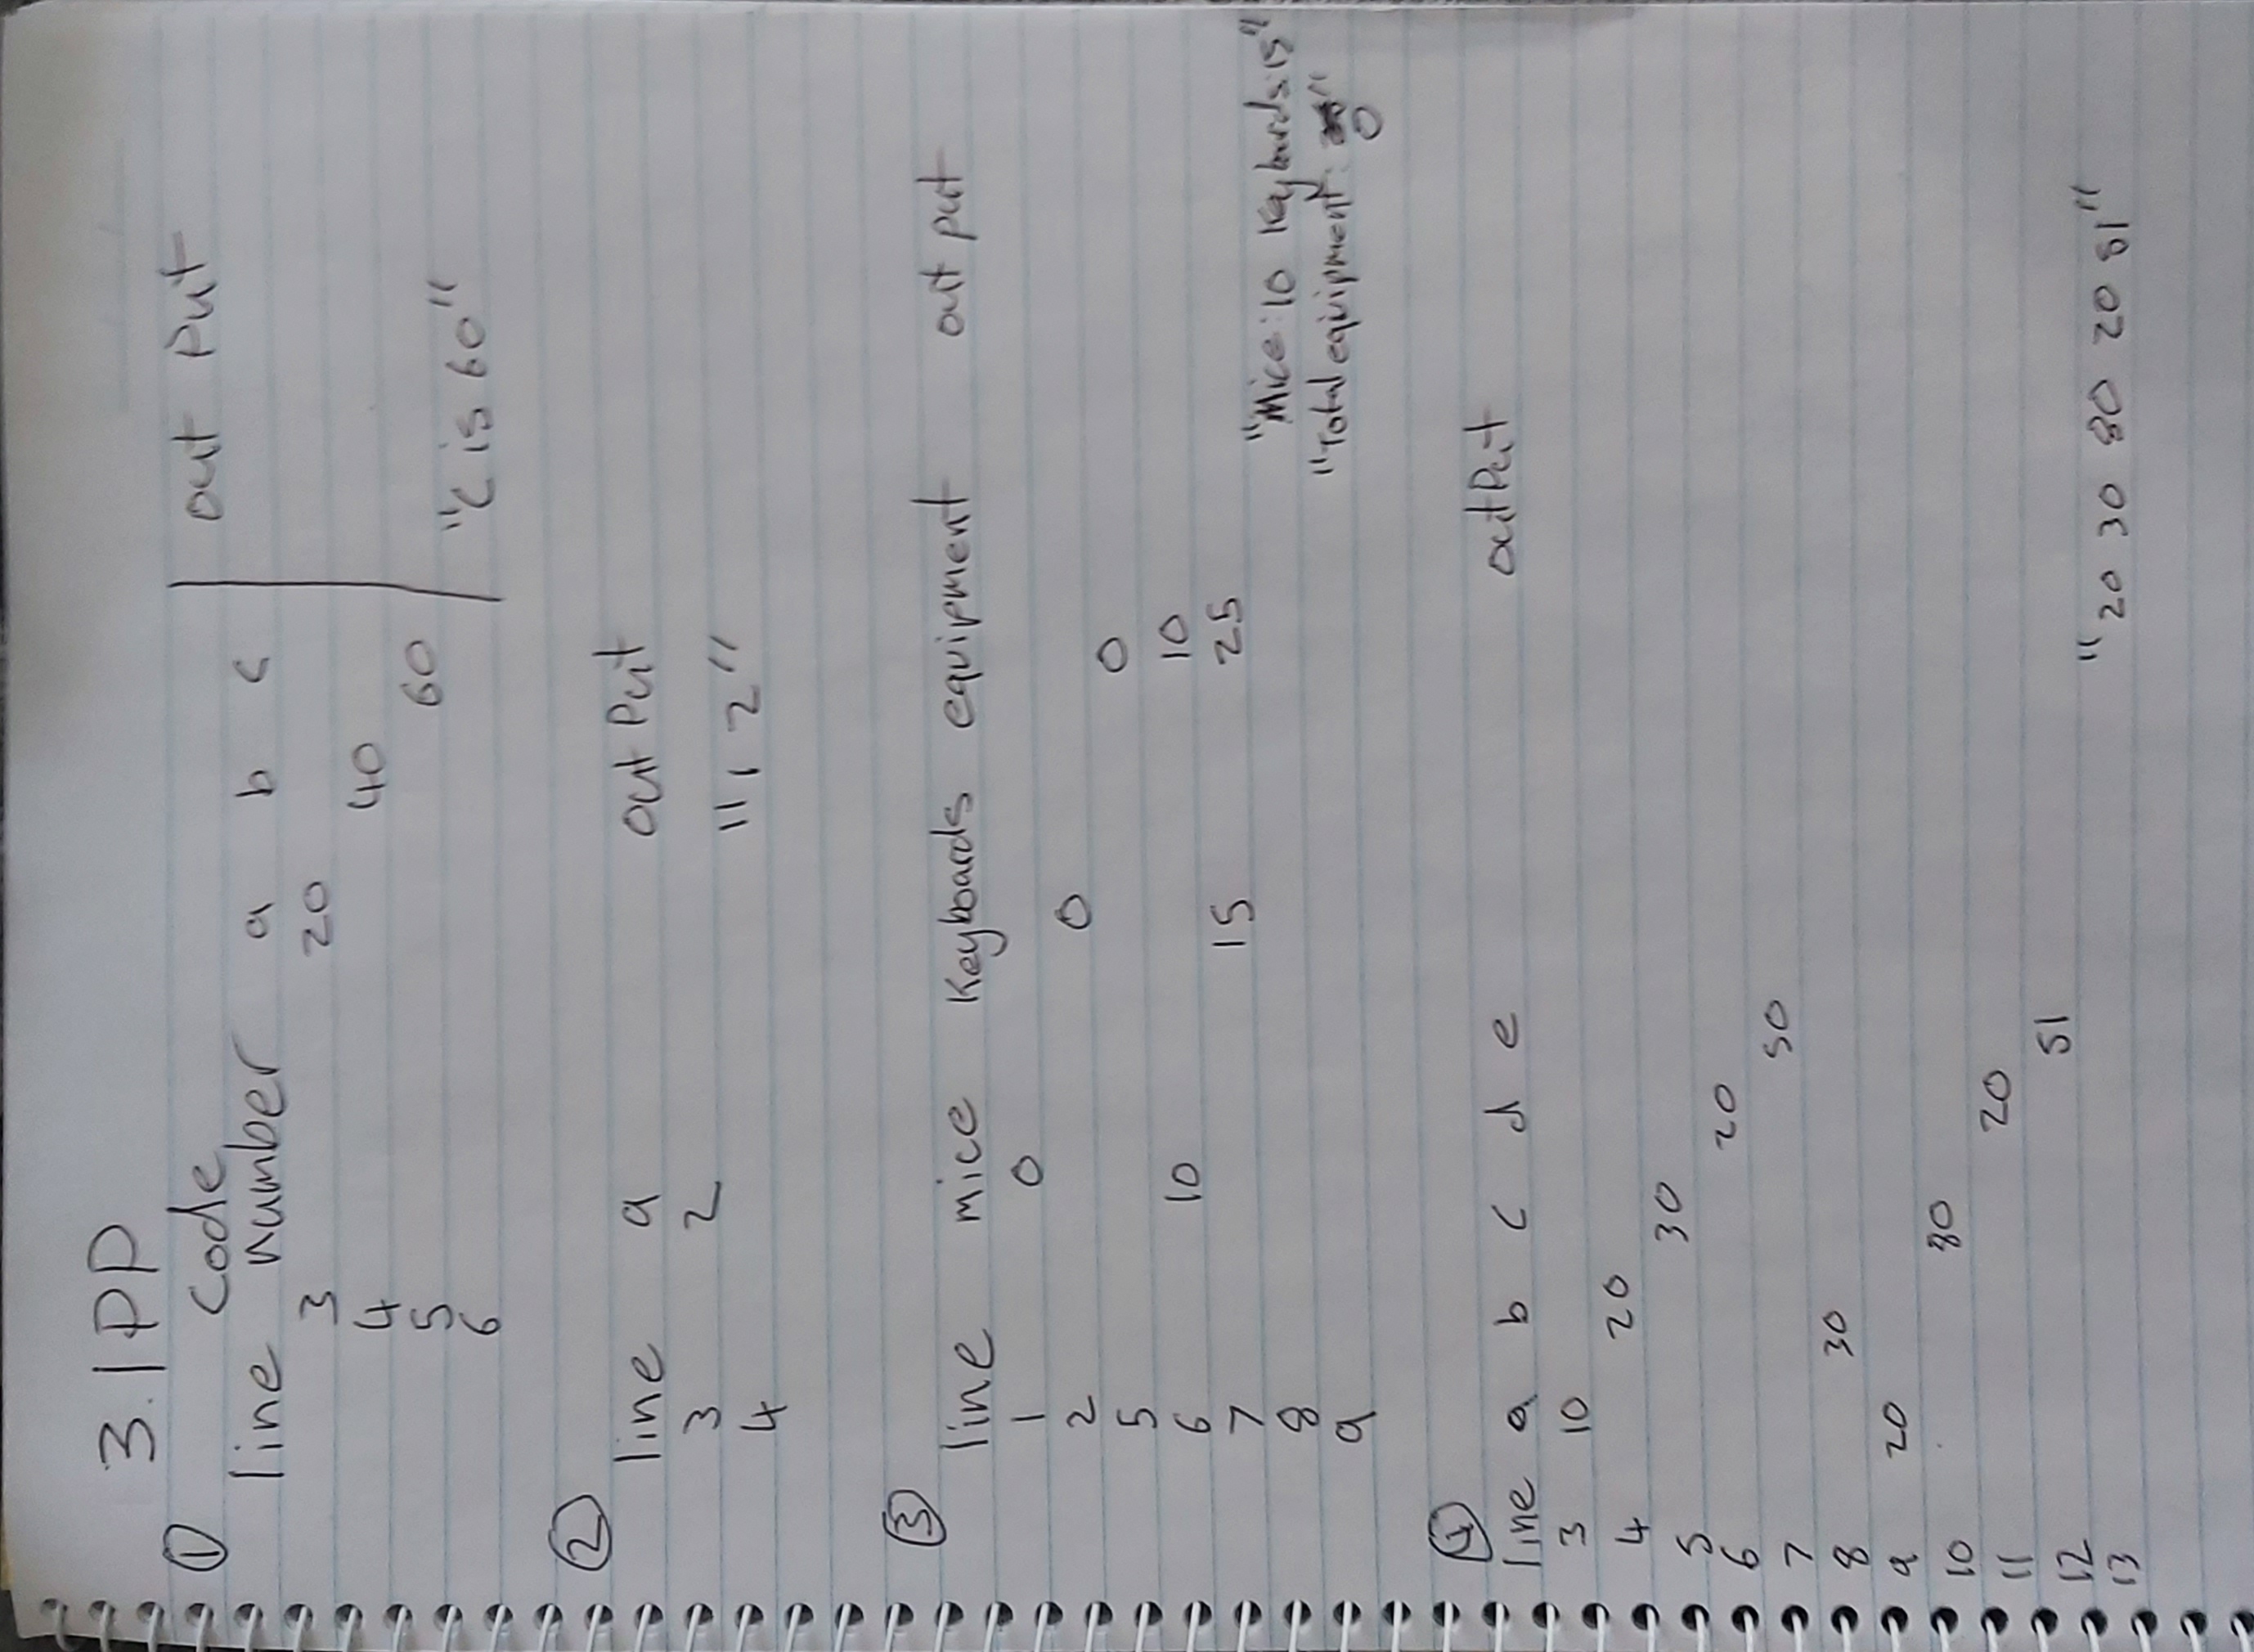 3.1PP
① Code out Put
line number a b c
3 20
4 40
5 60
6 "C is 60"
②
line a out Put
3 2
4 "1, 2"
③
line mice Keyboards equipment out put
1 0
2 0
5 0
6 10 10
7 15 25
8 "Mice: 10 Keyboards: 15"
9 "Total equipment: 0"
④
line a b c d e out Put
3 10
4 20
5 30
6 20
7 50
8 30
9 20
10 80
11 20
12 51
13 "20 30 80 20 51"